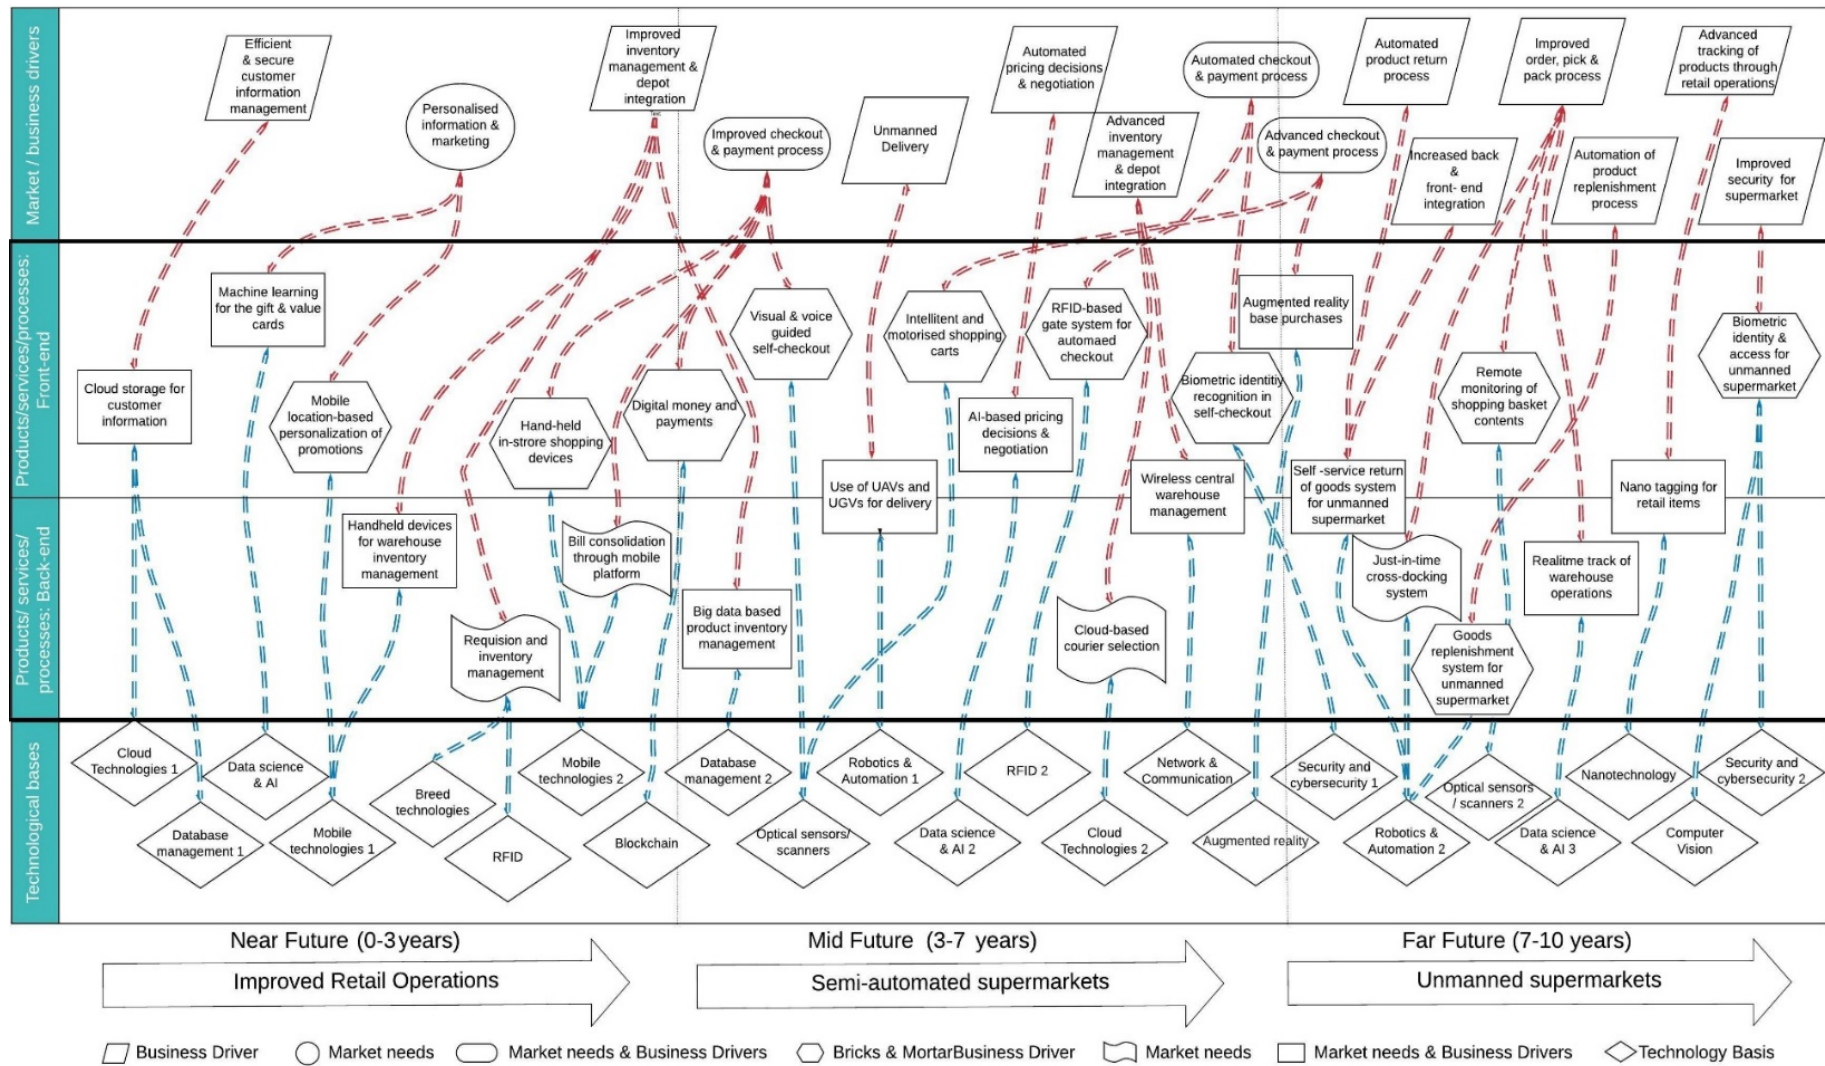 Market / business drivers
Efficient
& secure
customer
information
management
Personalised
information &
marketing
Improved
inventory
management &
depot
integration
Text
Improved checkout
& payment process
Unmanned
Delivery
Automated
pricing decisions
& negotiation
Advanced
inventory
management
& depot
integration
Automated checkout
& payment process
Advanced checkout
& payment process
Automated
product return
process
Increased back
&
front- end
integration
Improved
order, pick &
pack process
Automation of
product
replenishment
process
Advanced
tracking of
products through
retail operations
Improved
security for
supermarket
Products/services/processes:
Front-end
Cloud storage for
customer
information
Machine learning
for the gift & value
cards
Mobile
location-based
personalization of
promotions
Hand-held
in-strore shopping
devices
Digital money and
payments
Visual & voice
guided
self-checkout
Use of UAVs and
UGVs for delivery
Intellitent and
motorised shopping
carts
AI-based pricing
decisions &
negotiation
RFID-based
gate system for
automaed
checkout
Wireless central
warehouse
management
Biometric identitiy
recognition in
self-checkout
Augmented reality
base purchases
Self -service return
of goods system
for unmanned
supermarket
Remote
monitoring of
shopping basket
contents
Nano tagging for
retail items
Biometric
identity &
access for
unmanned
supermarket
Products/ services/
processes: Back-end
Handheld devices
for warehouse
inventory
management
Requision and
inventory
management
Bill consolidation
through mobile
platform
Big data based
product inventory
management
Cloud-based
courier selection
Just-in-time
cross-docking
system
Goods
replenishment
system for
unmanned
supermarket
Realitme track of
warehouse
operations
Technological bases
Cloud
Technologies 1
Database
management 1
Data science
& AI
Mobile
technologies 1
Breed
technologies
RFID
Mobile
technologies 2
Blockchain
Database
management 2
Optical sensors/
scanners
Robotics &
Automation 1
Data science
& AI 2
RFID 2
Cloud
Technologies 2
Network &
Communication
Augmented reality
Security and
cybersecurity 1
Robotics &
Automation 2
Optical sensors
/ scanners 2
Data science
& AI 3
Nanotechnology
Computer
Vision
Security and
cybersecurity 2
Near Future (0-3years)
Improved Retail Operations
Mid Future (3-7 years)
Semi-automated supermarkets
Far Future (7-10 years)
Unmanned supermarkets
Business Driver
Market needs
Market needs & Business Drivers
Bricks & MortarBusiness Driver
Market needs
Market needs & Business Drivers
Technology Basis